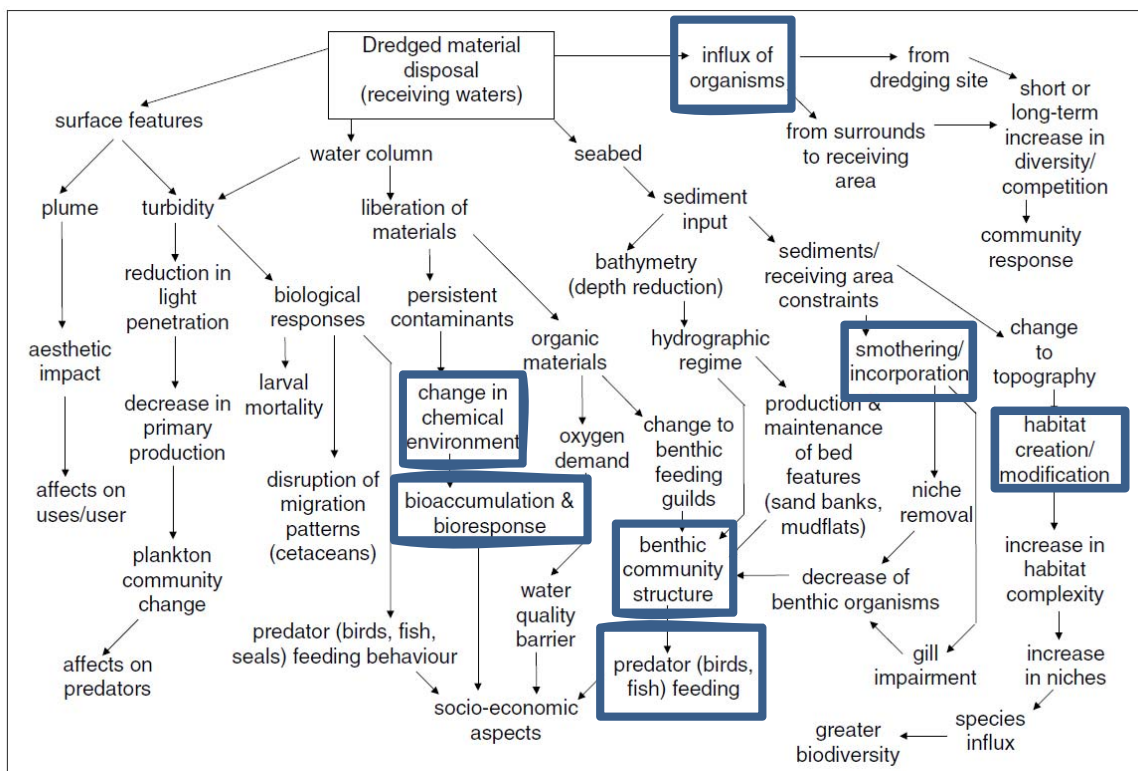 Dredged material
disposal
(receiving waters)
influx of
organisms
from
dredging site
short or
long-term
increase in
diversity/
competition
from surrounds
to receiving
area
community
response
surface features
water column
seabed
plume
turbidity
liberation of
materials
sediment
input
reduction in
light
penetration
biological
responses
persistent
contaminants
bathymetry
(depth reduction)
sediments/
receiving area
constraints
aesthetic
impact
larval
mortality
organic
materials
hydrographic
regime
smothering/
incorporation
change
to
topography
decrease in
primary
production
change in
chemical
environment
oxygen
demand
change to
benthic
feeding
guilds
production &
maintenance
of bed
features
(sand banks,
mudflats)
habitat
creation/
modification
affects on
uses/user
disruption of
migration
patterns
(cetaceans)
bioaccumulation &
bioresponse
niche
removal
plankton
community
change
water
quality
barrier
benthic
community
structure
decrease of
benthic organisms
increase in
habitat
complexity
affects on
predators
predator (birds, fish,
seals) feeding behaviour
predator (birds,
fish) feeding
gill
impairment
increase
in niches
socio-economic
aspects
greater
biodiversity
species
influx